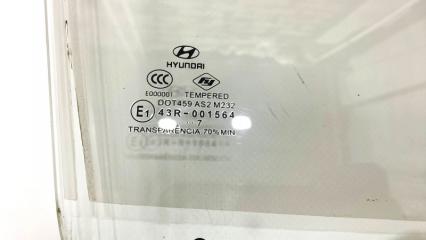 HYUNDAI
CCC
E000001 TEMPERED
DOT459 AS2 M232
E1 43R-001564
7
TRANSPARENCIA 70% MIN